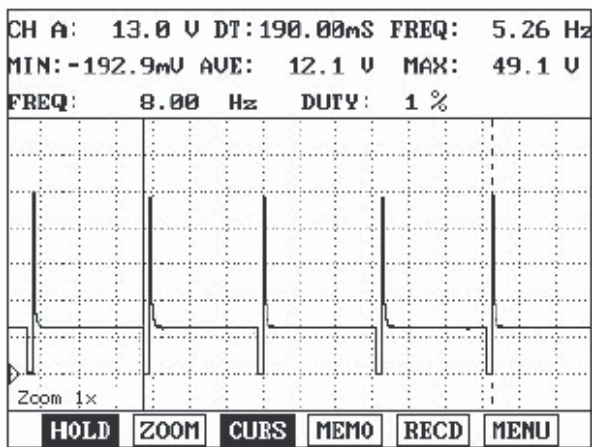 CH A: 13.0 V DT:190.00mS FREQ: 5.26 Hz
MIN:-192.9mV AVE: 12.1 V MAX: 49.1 V
FREQ: 8.00 Hz DUTY: 1 %
Zoom 1×
HOLD ZOOM CURS MEMO RECD MENU